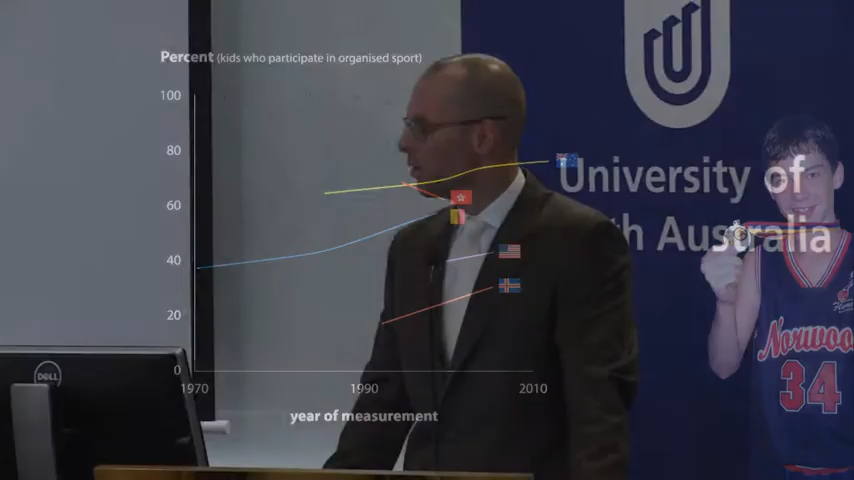 Percent (kids who participate in organised sport)
100
80
60
40
20
0
1970 1990 2010
year of measurement
University of
th Australia
DELL
Norwoo
34